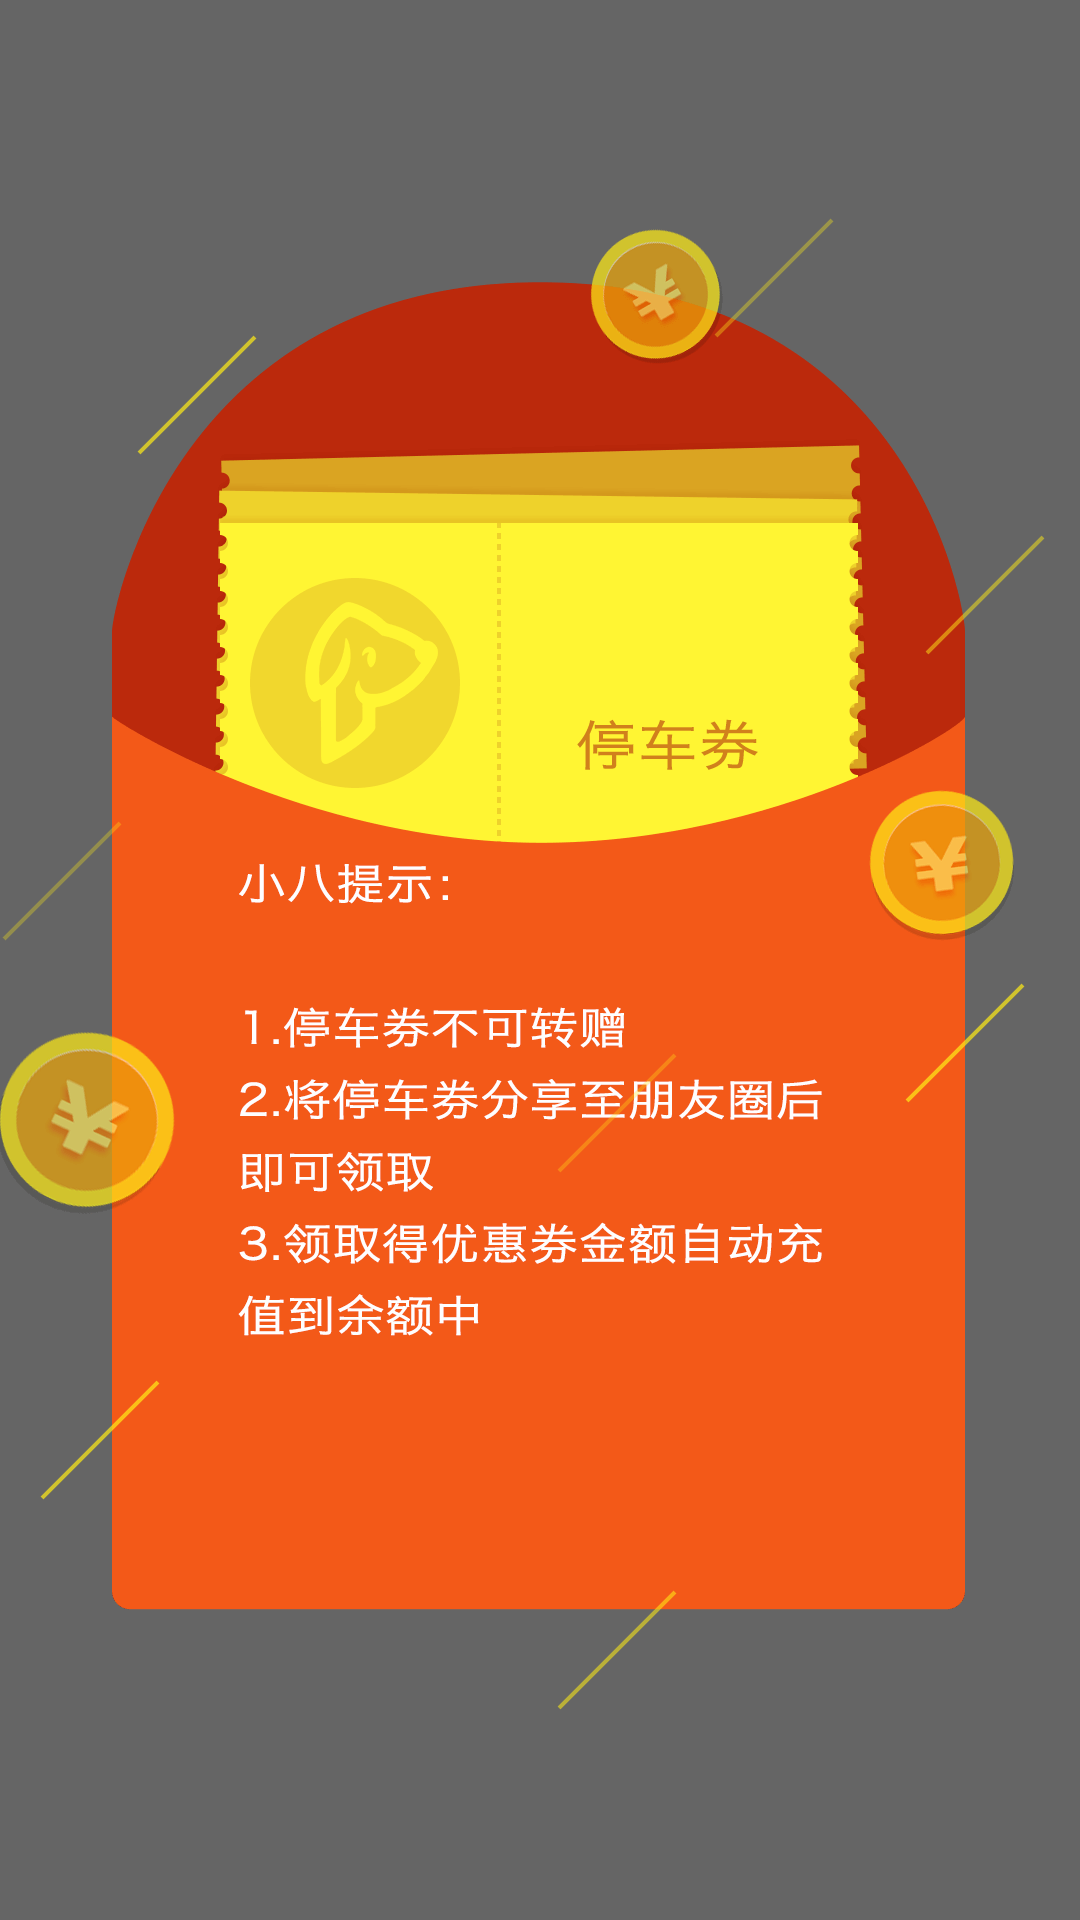 ¥
停车券
¥
小八提示:
1.停车券不可转赠
¥
2.将停车券分享至朋友圈后
即可领取
3.领取得优惠券金额自动充
值到余额中